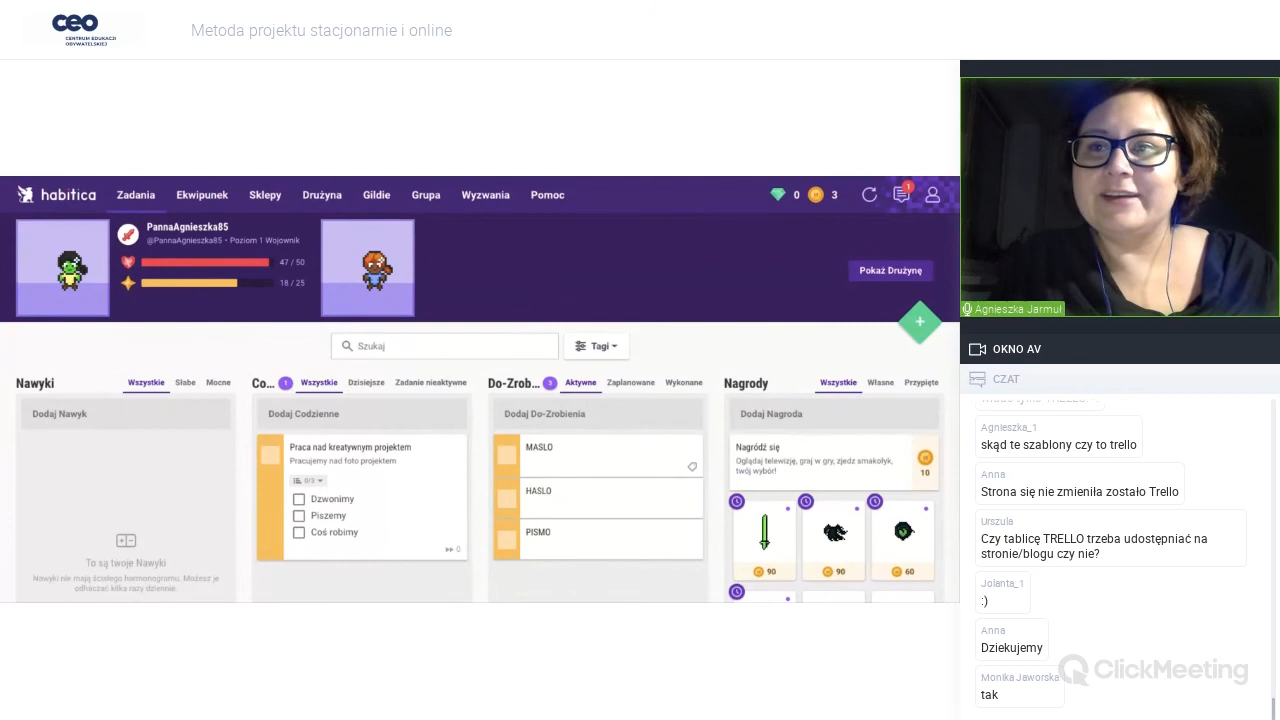 ceo
CENTRUM EDUKACJI
OBYWATELSKIEJ
Metoda projektu stacjonarnie i online
habitica
Zadania
Ekwipunek
Sklepy
Drużyna
Gildie
Grupa
Wyzwania
Pomoc
0
3
1
PannaAgnieszka85
@PannaAgnieszka85 • Poziom 1 Wojownik
47 / 50
18 / 25
Pokaż Drużynę
Szukaj
Tagi
Nawyki
Wszystkie
Słabe
Mocne
Dodaj Nawyk
To są twoje Nawyki
Nawyki nie mają ścisłego harmonogramu. Możesz je
odhaczać kilka razy dziennie.
Co...
1
Wszystkie
Dzisiejsze
Zadanie nieaktywne
Dodaj Codzienne
Praca nad kreatywnym projektem
Pracujemy nad foto projektem
0/3
Dzwonimy
Piszemy
Coś robimy
0
Do-Zrob...
3
Aktywne
Zaplanowane
Wykonane
Dodaj Do-Zrobienia
MASLO
HASLO
PISMO
Nagrody
Wszystkie
Własne
Przypięte
Dodaj Nagroda
Nagródź się
Oglądaj telewizję, graj w gry, zjedz smakołyk,
twój wybór!
10
90
90
60
Agnieszka Jarmuł
OKNO AV
CZAT
Agnieszka_1
skąd te szablony czy to trello
Anna
Strona się nie zmieniła zostało Trello
Urszula
Czy tablicę TRELLO trzeba udostępniać na
stronie/blogu czy nie?
Jolanta_1
:)
Anna
Dziekujemy
Monika Jaworska
tak
ClickMeeting